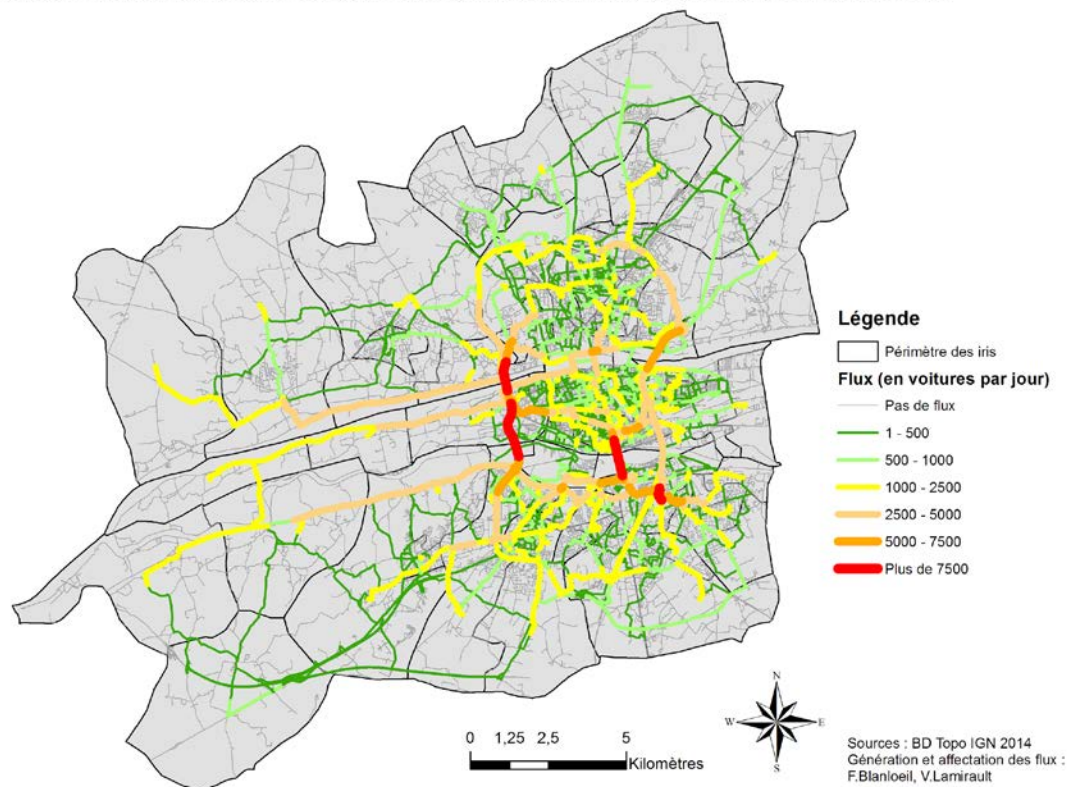 Légende
Périmètre des iris
Flux (en voitures par jour)
Pas de flux
1 - 500
500 - 1000
1000 - 2500
2500 - 5000
5000 - 7500
Plus de 7500
N
W
E
S
0 1,25 2,5 5
Kilomètres
Sources : BD Topo IGN 2014
Génération et affectation des flux :
F.Blanloeil, V.Lamirault